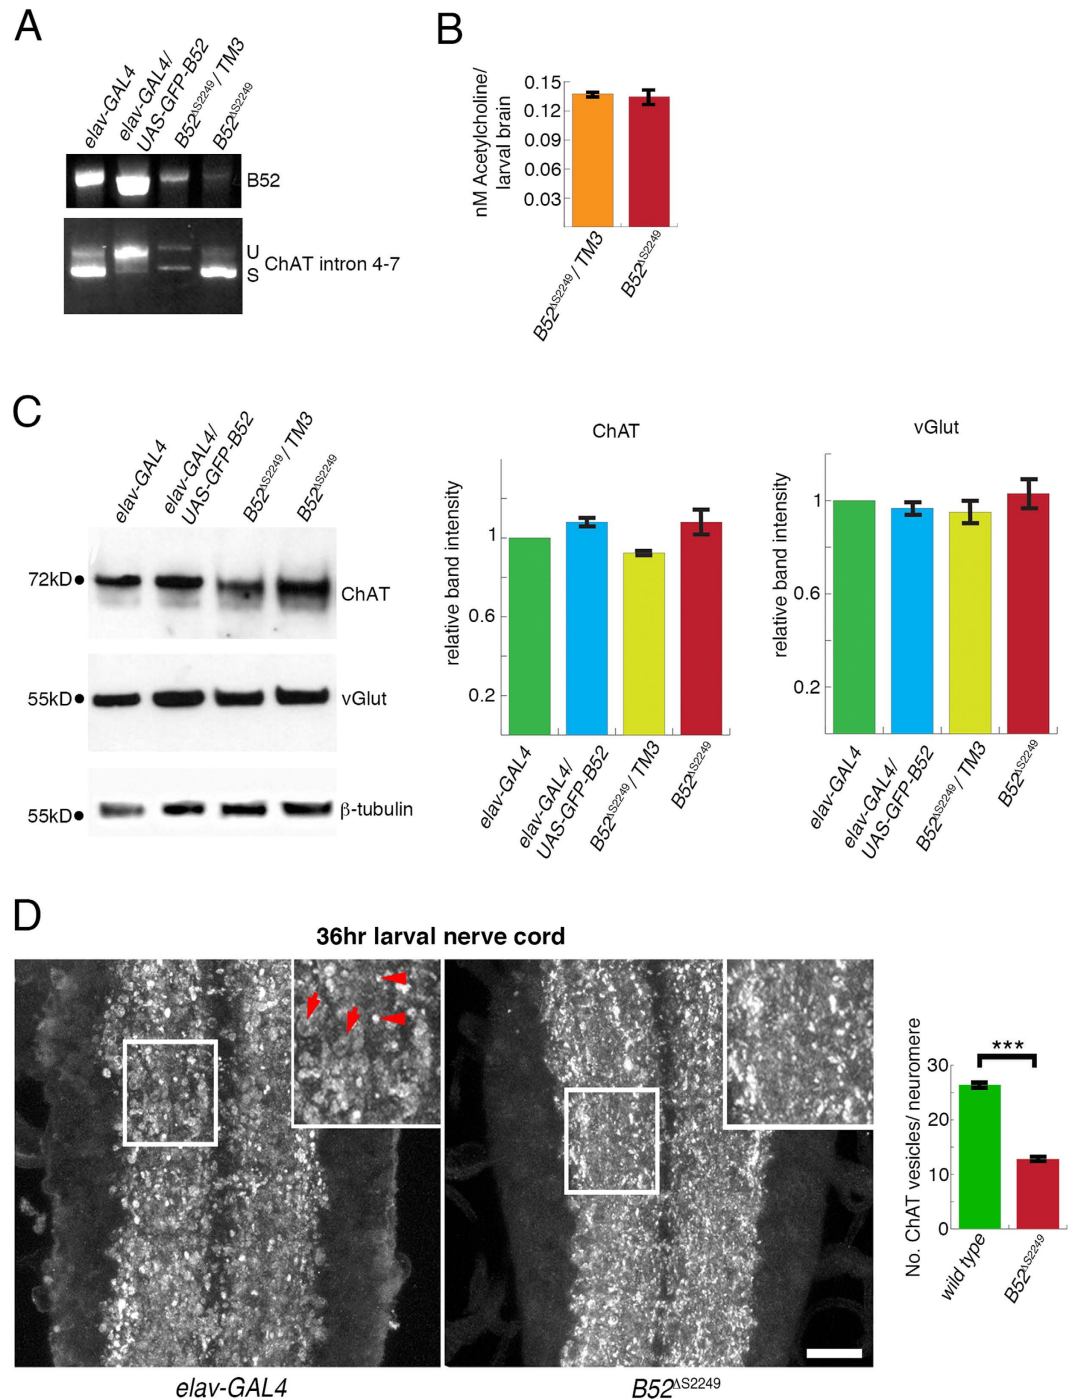 A
elav-GAL4
elav-GAL4/
UAS-GFP-B52
B52ΔS2249/TM3
B52ΔS2249
B52
U
S
ChAT intron 4-7
B
nM Acetylcholine/
larval brain
0.15
0.12
0.09
0.06
0.03
B52ΔS2249/TM3
B52ΔS2249
C
elav-GAL4
elav-GAL4/
UAS-GFP-B52
B52ΔS2249/TM3
B52ΔS2249
72kD
ChAT
55kD
vGlut
55kD
β-tubulin
ChAT
relative band intensity
1
0.6
0.2
elav-GAL4
elav-GAL4/
UAS-GFP-B52
B52ΔS2249/TM3
B52ΔS2249
vGlut
relative band intensity
1
0.6
0.2
elav-GAL4
elav-GAL4/
UAS-GFP-B52
B52ΔS2249/TM3
B52ΔS2249
D
36hr larval nerve cord
elav-GAL4
B52ΔS2249
No. ChAT vesicles/ neuromere
***
30
20
10
0
wild type
B52ΔS2249